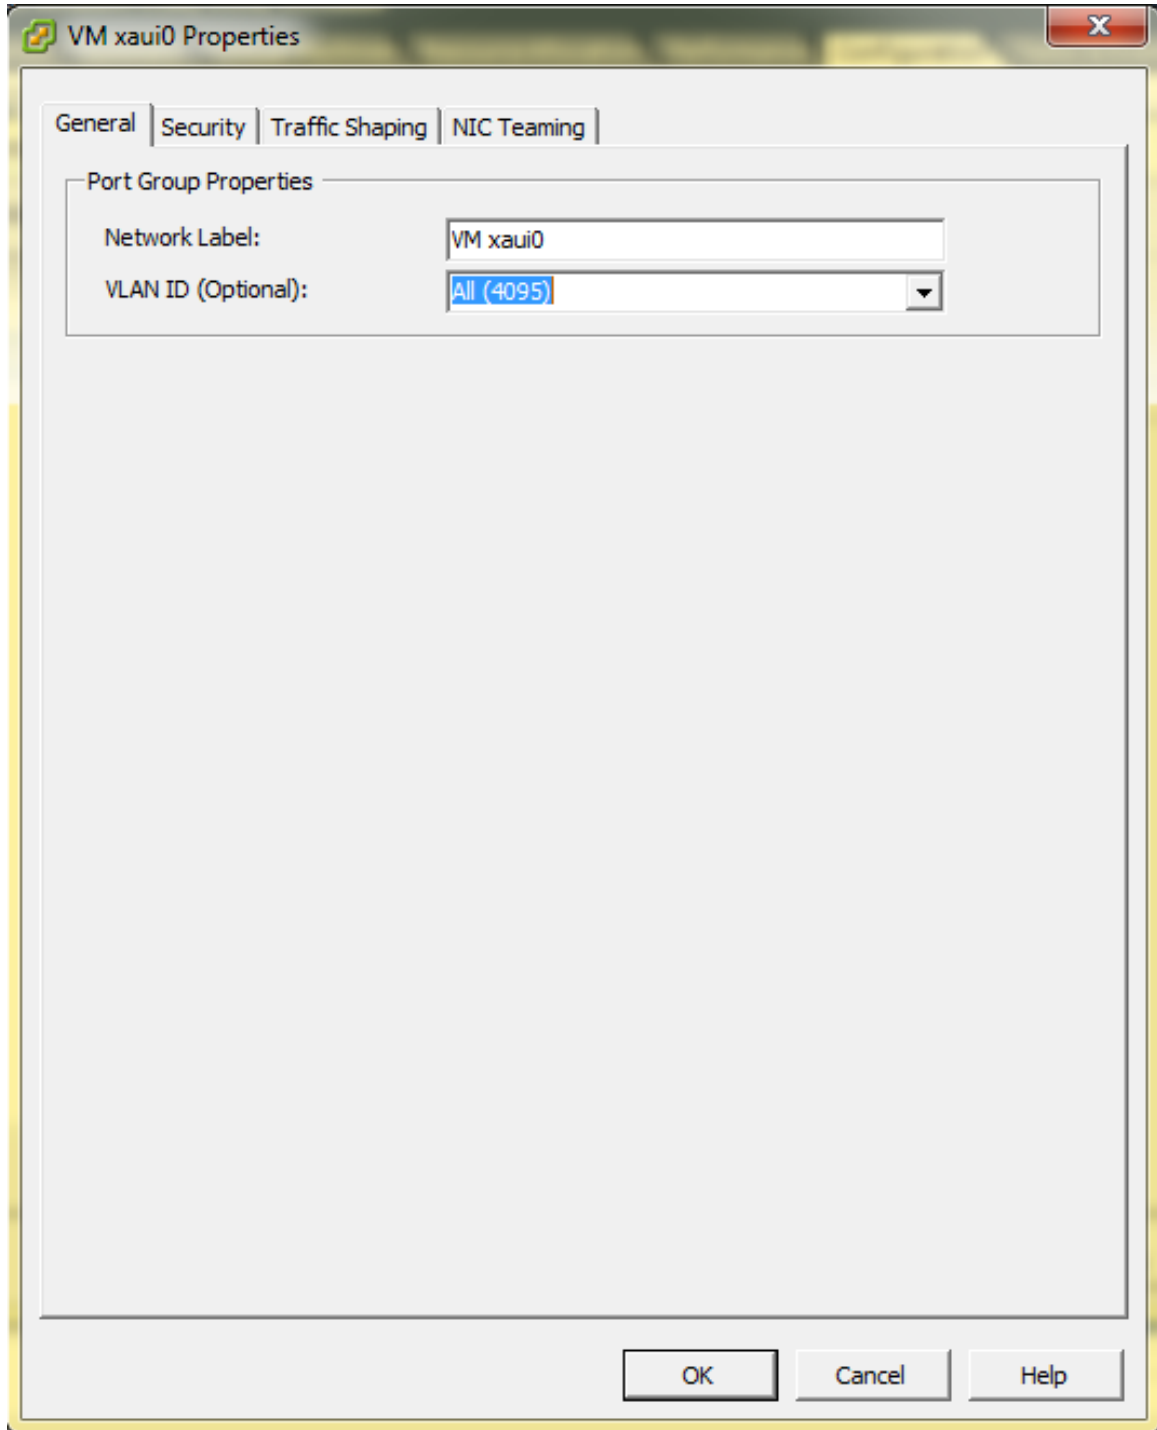 VM xaui0 Properties
General Security Traffic Shaping NIC Teaming
Port Group Properties
Network Label: VM xaui0
VLAN ID (Optional): All (4095)
OK Cancel Help